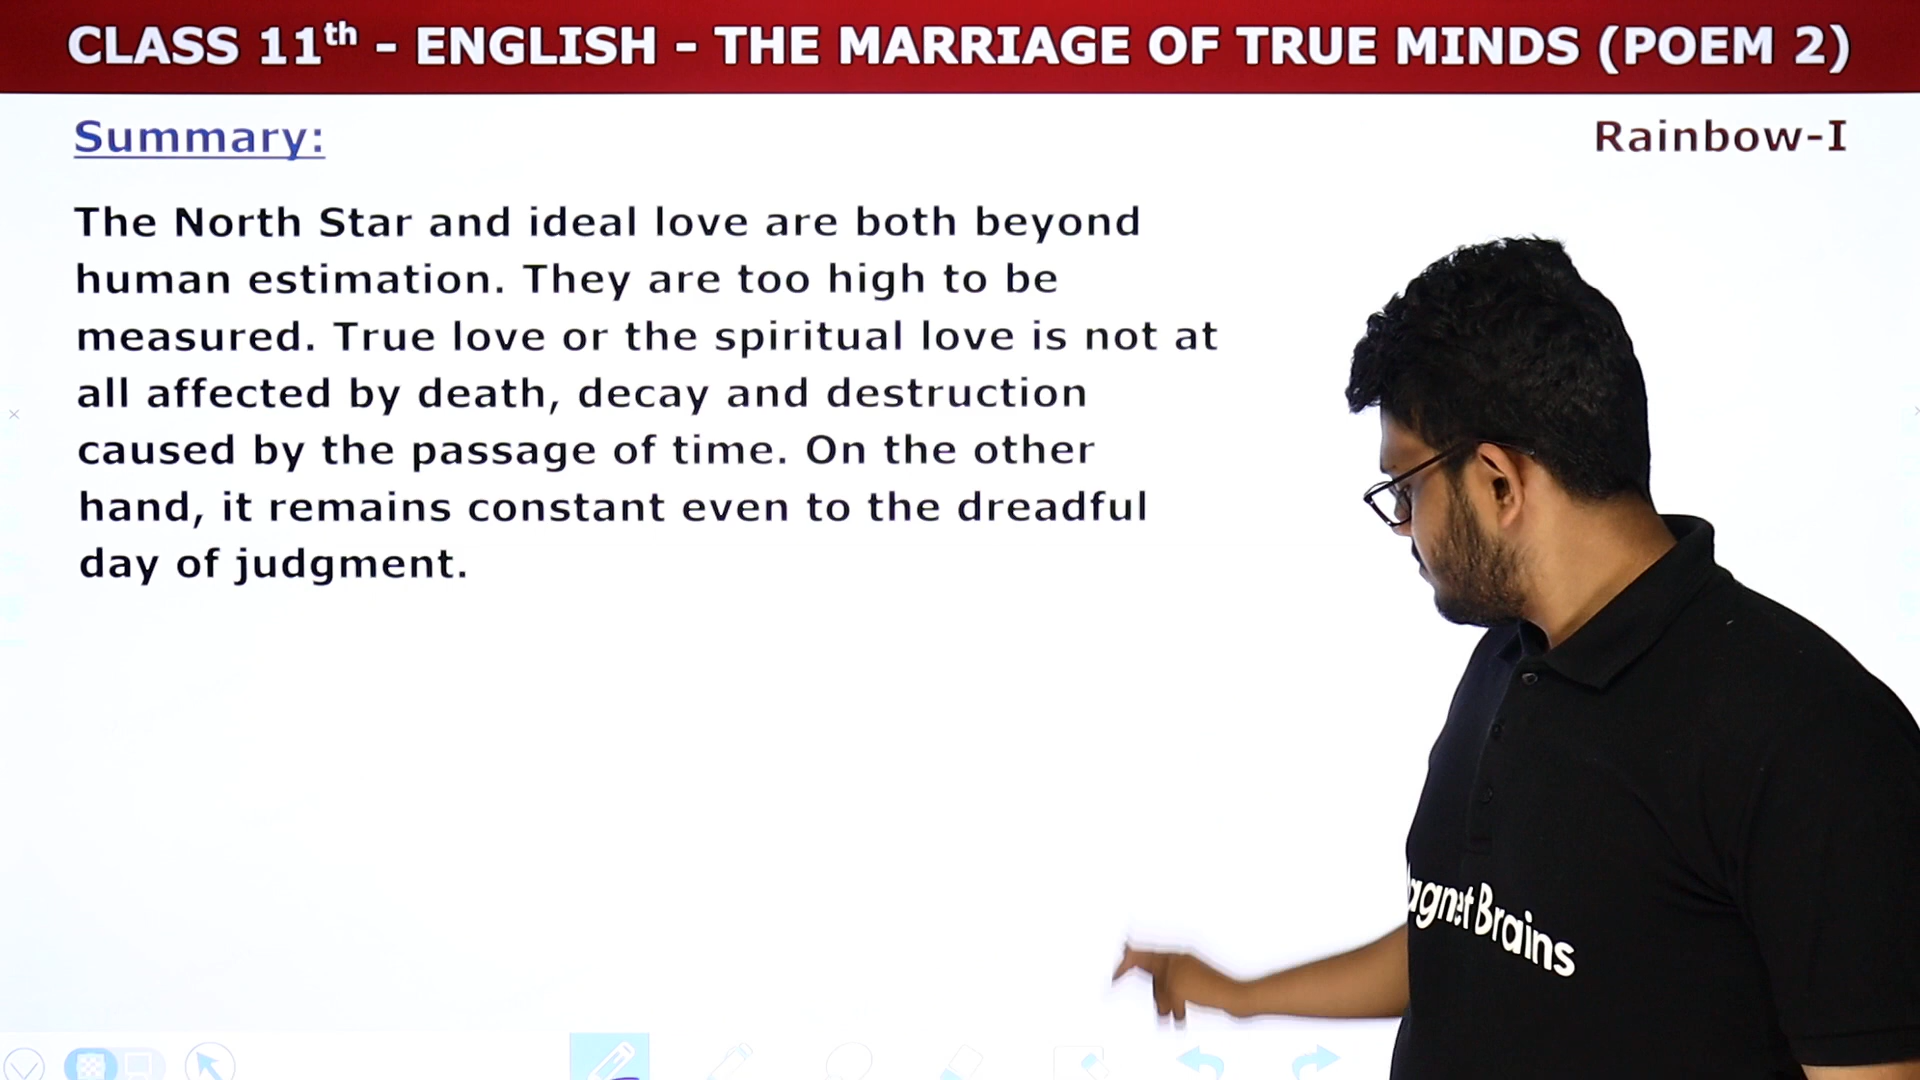 CLASS 11th - ENGLISH - THE MARRIAGE OF TRUE MINDS (POEM 2)
Summary:
Rainbow-I
The North Star and ideal love are both beyond
human estimation. They are too high to be
measured. True love or the spiritual love is not at
all affected by death, decay and destruction
caused by the passage of time. On the other
hand, it remains constant even to the dreadful
day of judgment.
agnet Brains